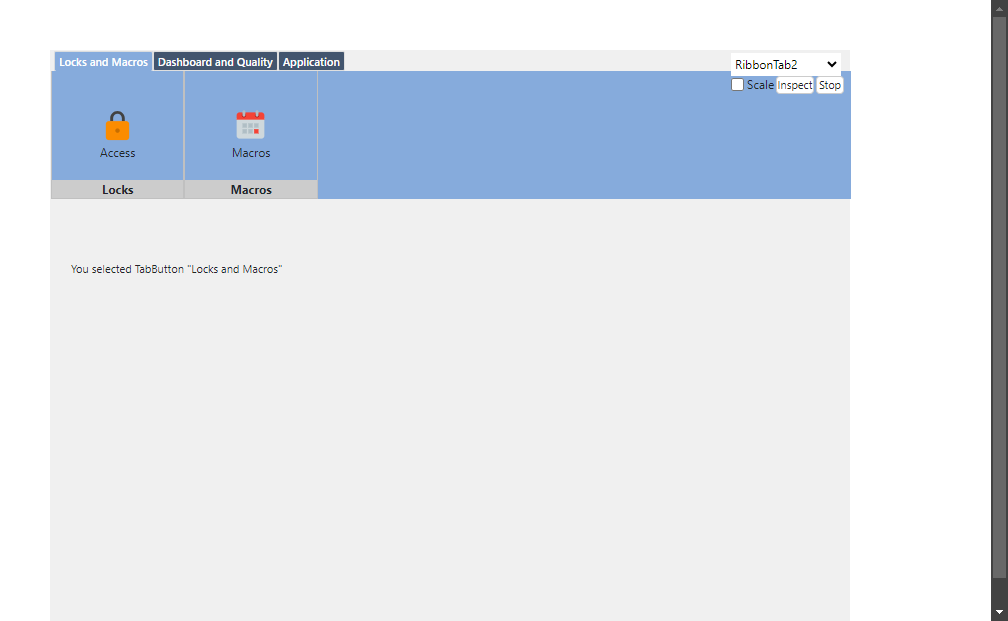 Locks and Macros Dashboard and Quality Application RibbonTab2
Scale Inspect Stop
Access Macros
Locks Macros
You selected TabButton "Locks and Macros"